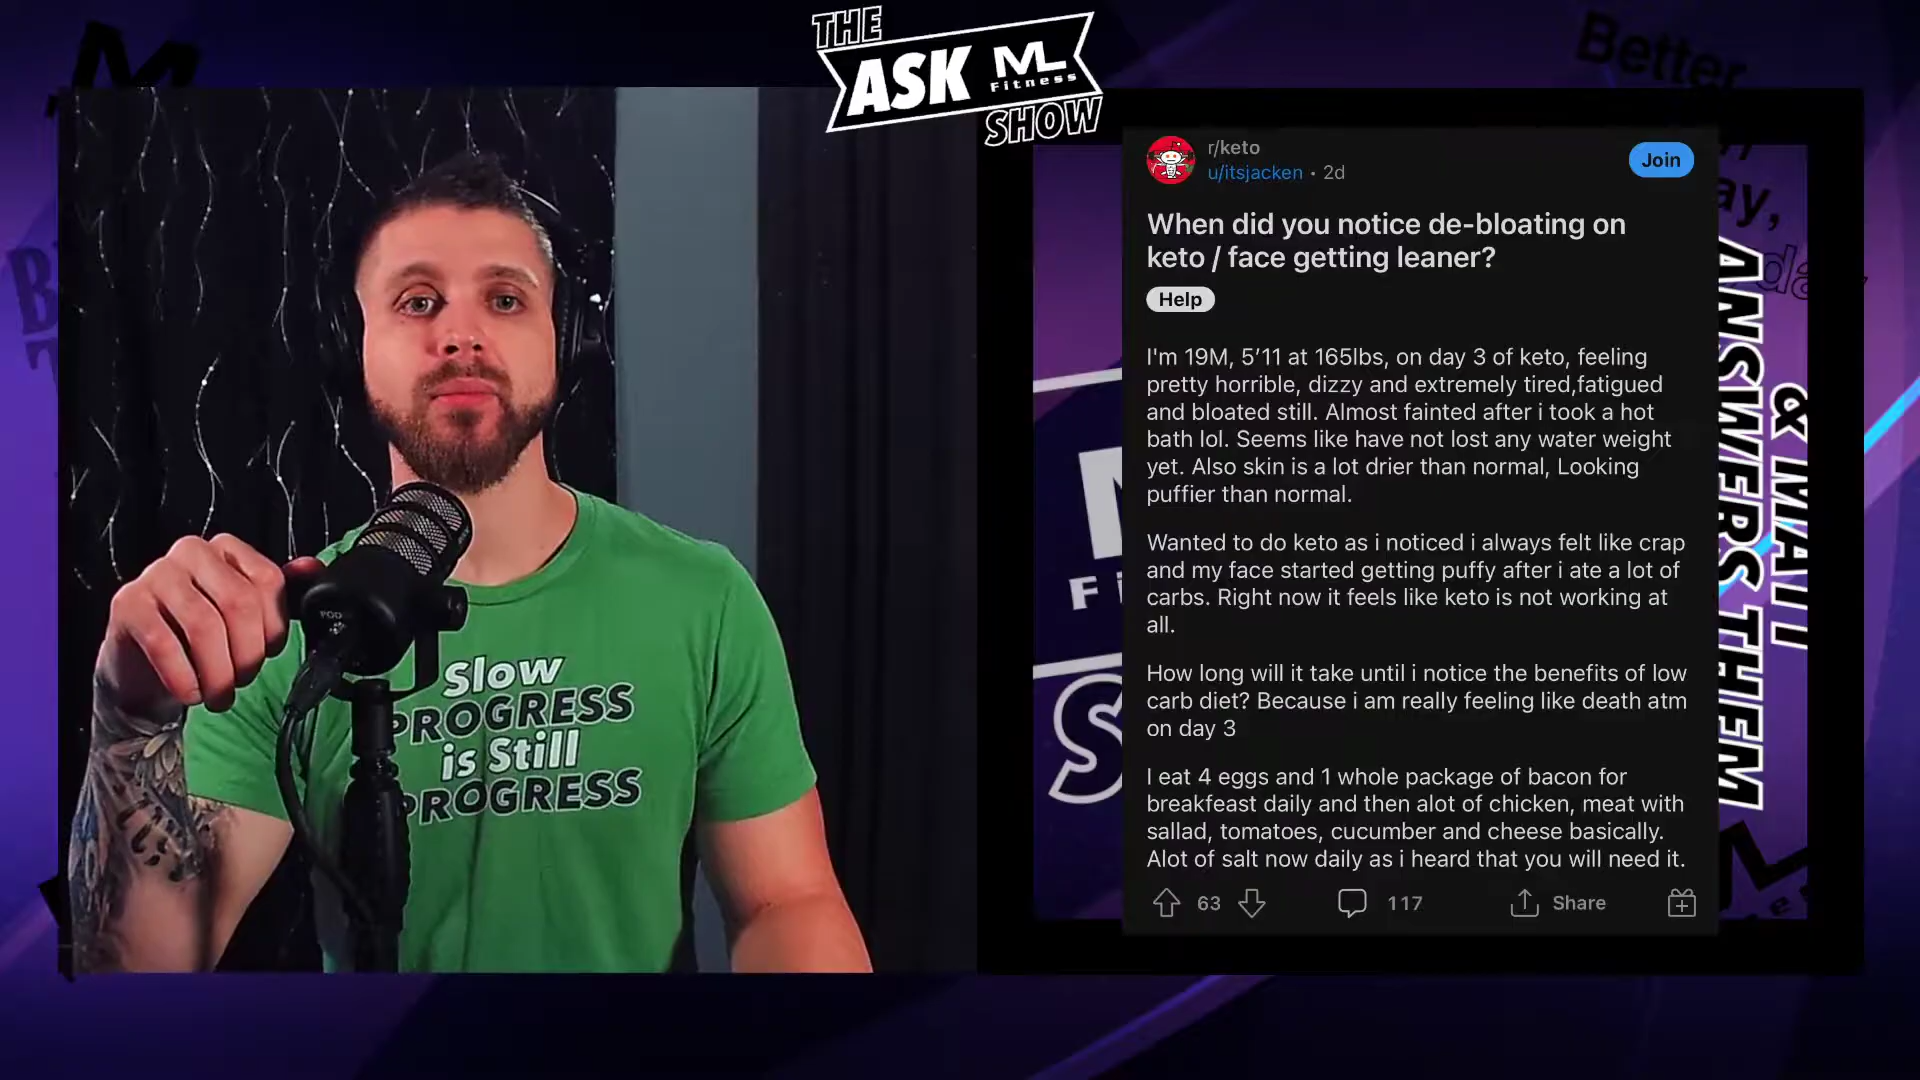 THE
ASK ML
Fitness
SHOW
Better
ay,
da
r/keto
u/itsjacken • 2d
Join
When did you notice de-bloating on
keto / face getting leaner?
Help
I'm 19M, 5’11 at 165lbs, on day 3 of keto, feeling
pretty horrible, dizzy and extremely tired,fatigued
and bloated still. Almost fainted after i took a hot
bath lol. Seems like have not lost any water weight
yet. Also skin is a lot drier than normal, Looking
puffier than normal.
Wanted to do keto as i noticed i always felt like crap
and my face started getting puffy after i ate a lot of
carbs. Right now it feels like keto is not working at
all.
How long will it take until i notice the benefits of low
carb diet? Because i am really feeling like death atm
on day 3
I eat 4 eggs and 1 whole package of bacon for
breakfeast daily and then alot of chicken, meat with
sallad, tomatoes, cucumber and cheese basically.
Alot of salt now daily as i heard that you will need it.
63
117
Share
& MATT
ANSWERS THEM
POD
Slow
PROGRESS
is Still
PROGRESS